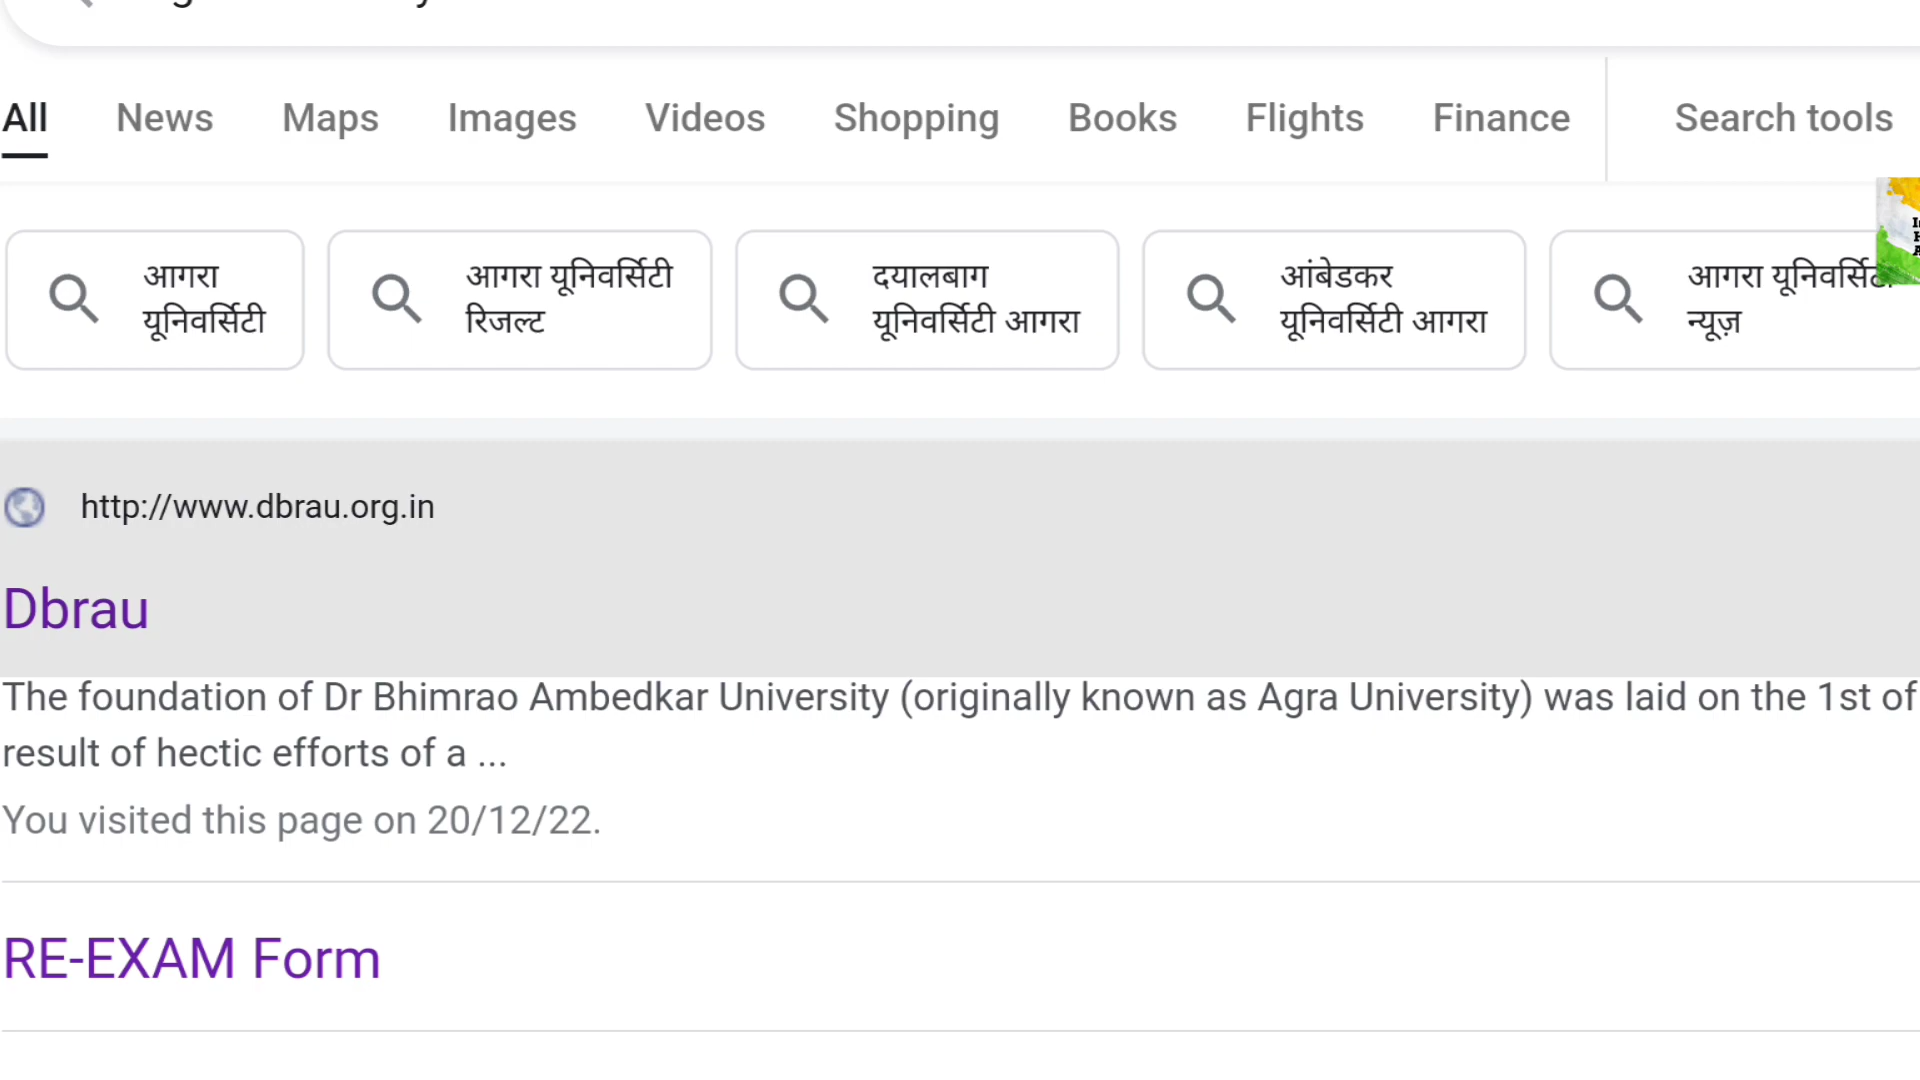 All News Maps Images Videos Shopping Books Flights Finance Search tools
आगरा
यूनिवर्सिटी
आगरा यूनिवर्सिटी
रिजल्ट
दयालबाग
यूनिवर्सिटी आगरा
आंबेडकर
यूनिवर्सिटी आगरा
आगरा
न्यूज़
http://www.dbrau.org.in
Dbrau
The foundation of Dr Bhimrao Ambedkar University (originally known as Agra University) was laid on the 1st of
result of hectic efforts of a ...
You visited this page on 20/12/22.
RE-EXAM Form